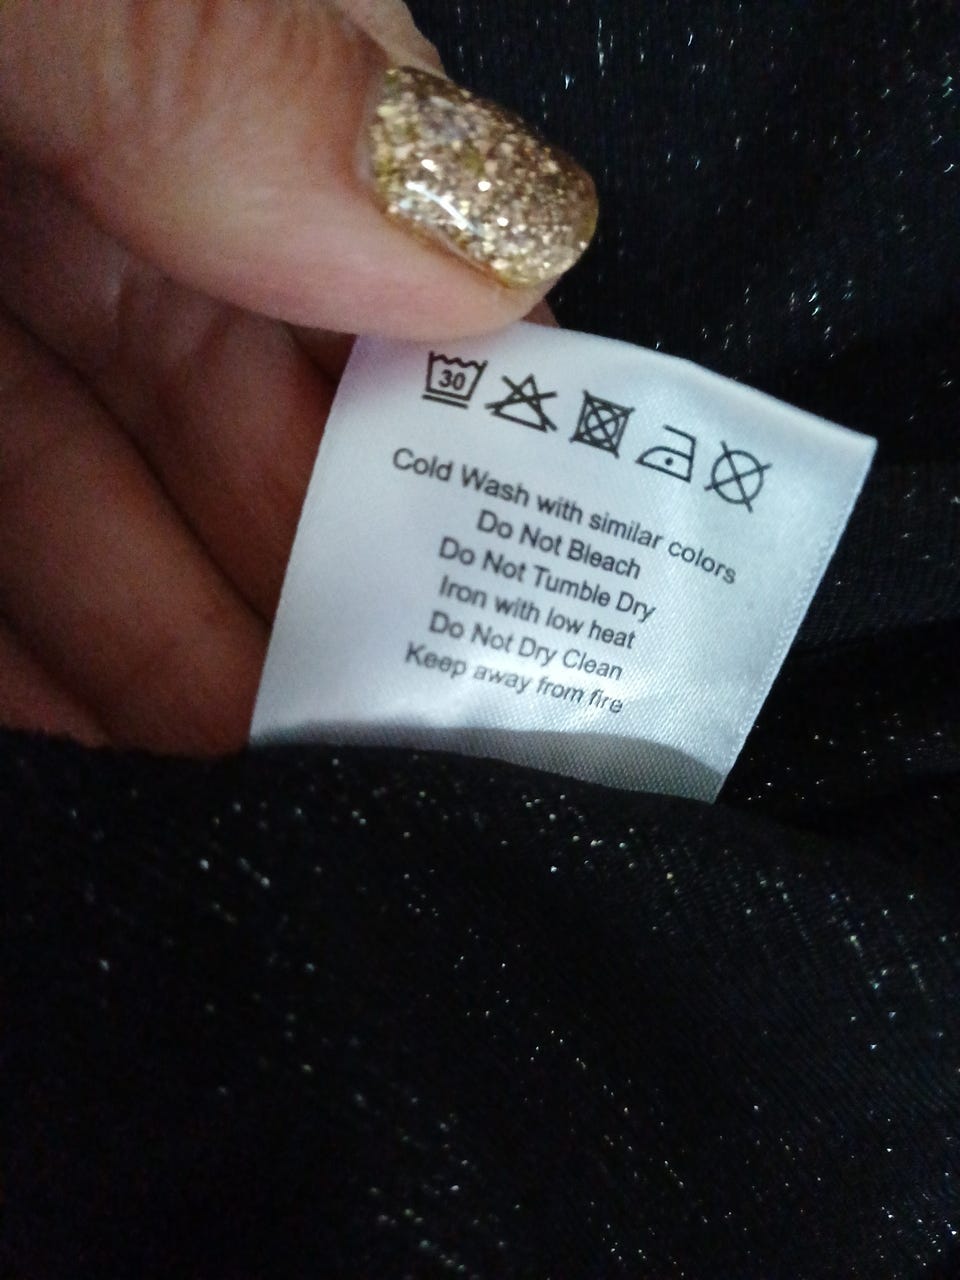 30
Cold Wash with similar colors
Do Not Bleach
Do Not Tumble Dry
Iron with low heat
Do Not Dry Clean
Keep away from fire